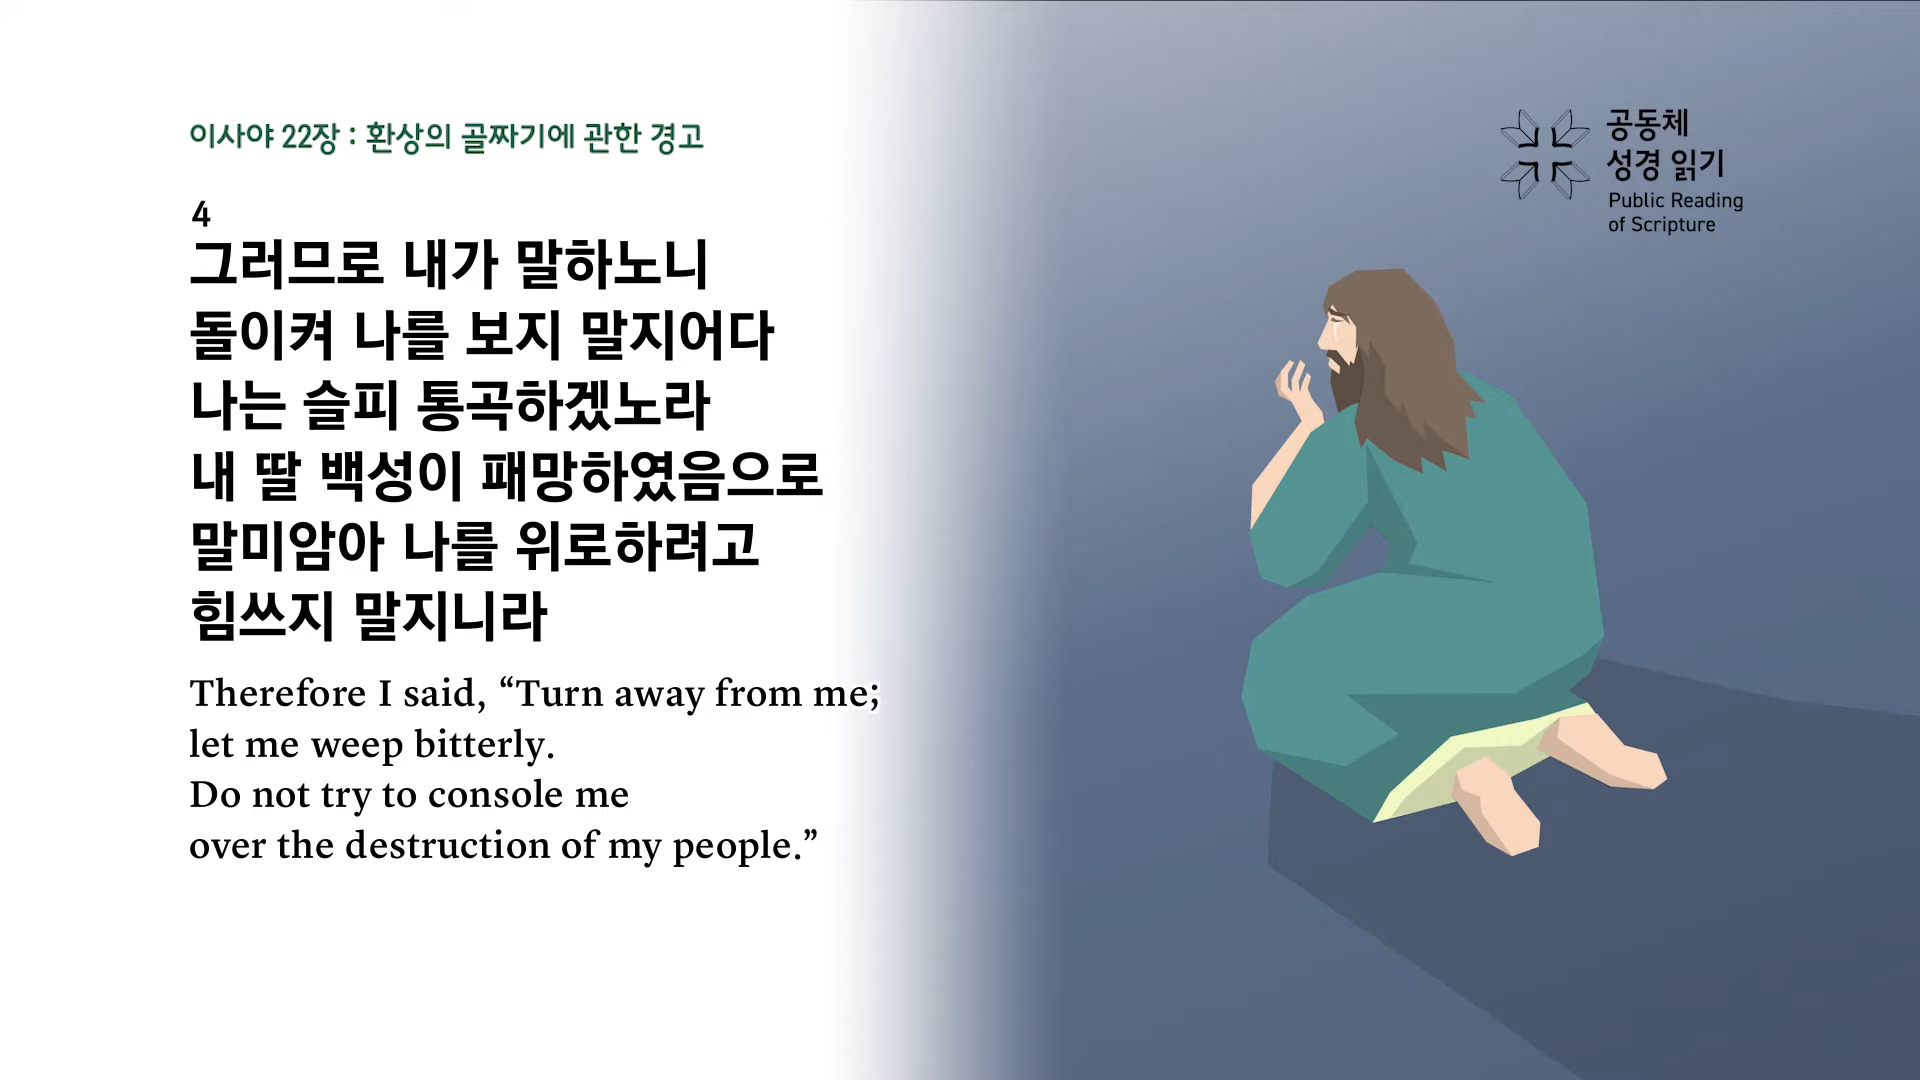 이사야 22장 : 환상의 골짜기에 관한 경고
4
그러므로 내가 말하노니
돌이켜 나를 보지 말지어다
나는 슬피 통곡하겠노라
내 딸 백성이 패망하였음으로
말미암아 나를 위로하려고
힘쓰지 말지니라
Therefore I said, “Turn away from me;
let me weep bitterly.
Do not try to console me
over the destruction of my people.”
공동체
성경 읽기
Public Reading
of Scripture